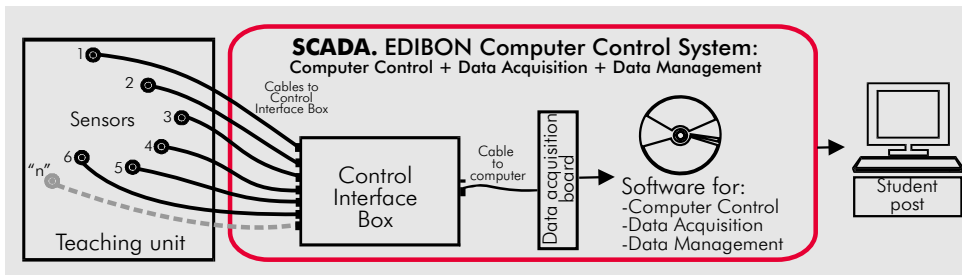 SCADA. EDIBON Computer Control System:
Computer Control + Data Acquisition + Data Management
1
2
3
4
5
6
"n"
Sensors
Teaching unit
Cables to
Control
Interface Box
Control
Interface
Box
Cable
to
computer
Data acquisition
board
Software for:
-Computer Control
-Data Acquisition
-Data Management
Student
post